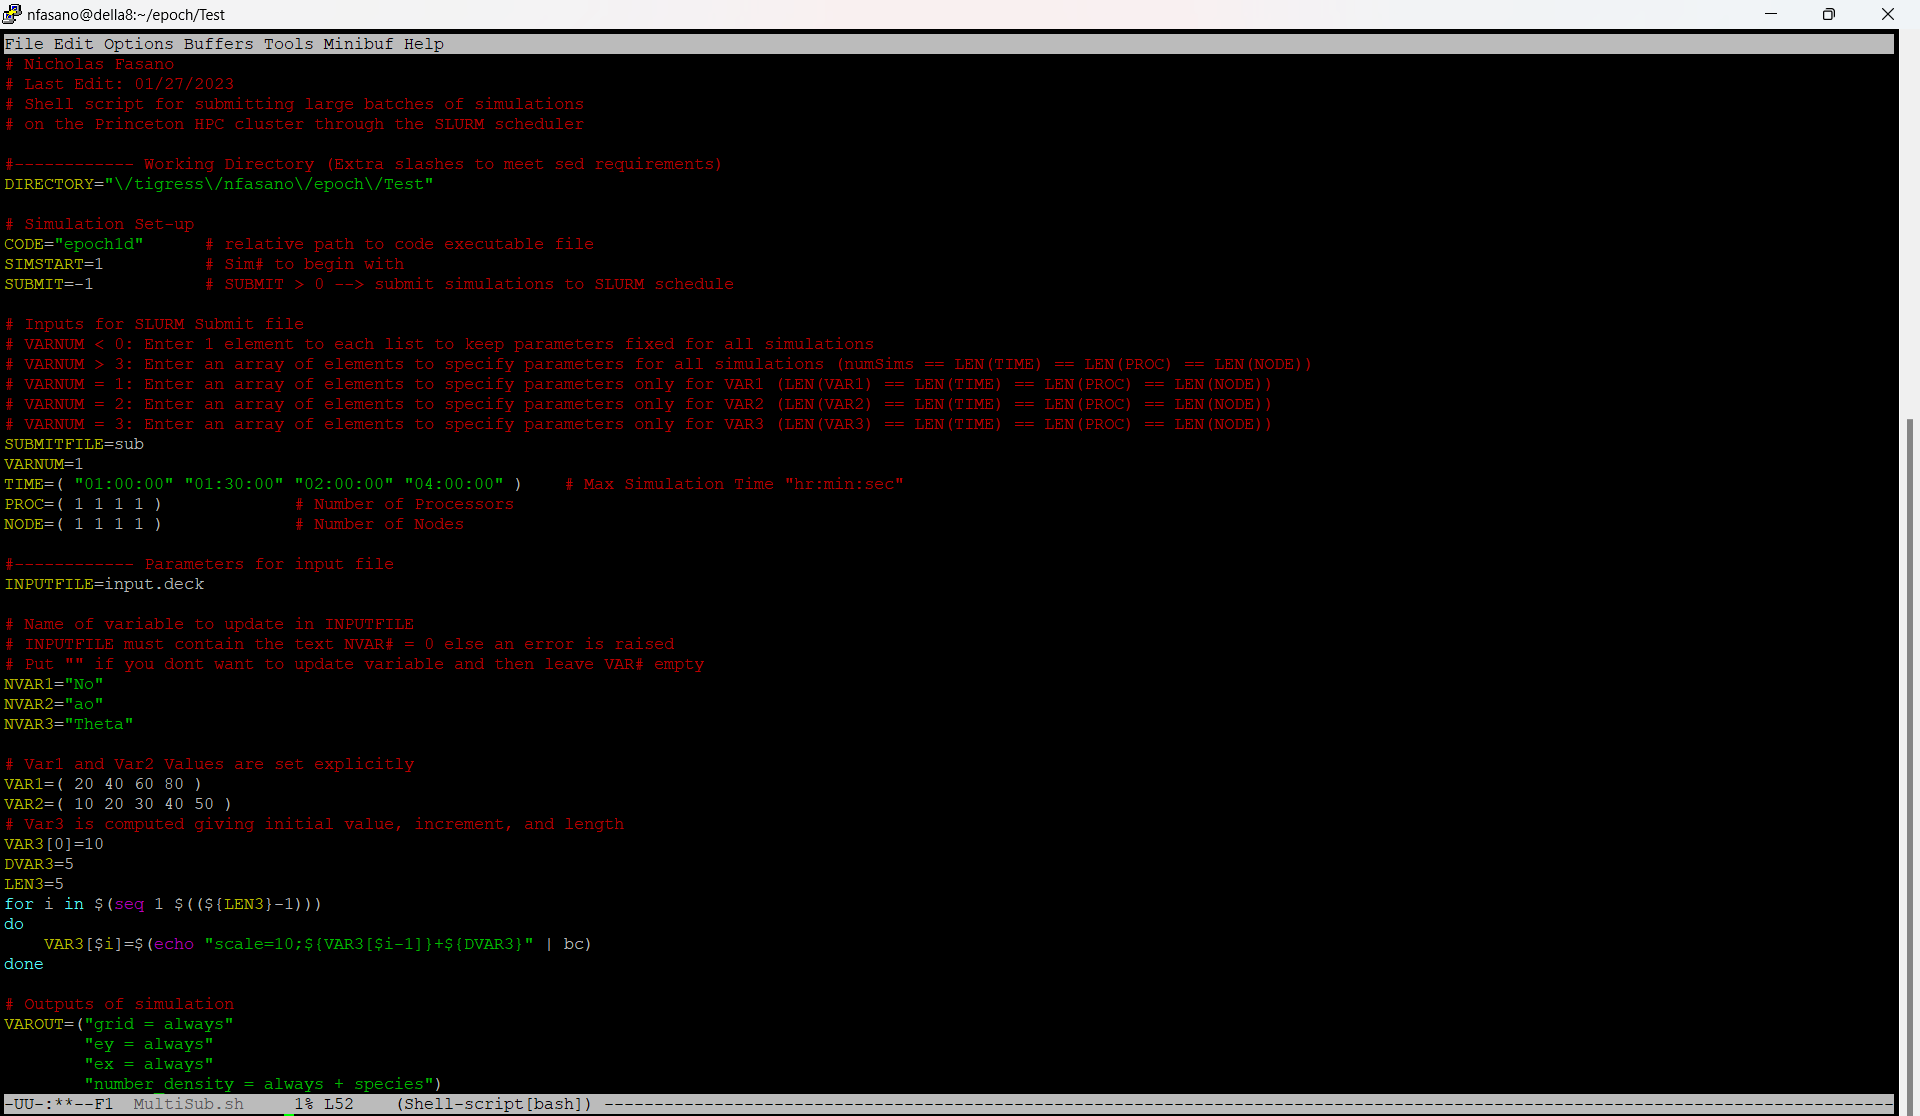 nfasano@della8:~/epoch/Test
File Edit Options Buffers Tools Minibuf Help
# Nicholas Fasano
# Last Edit: 01/27/2023
# Shell script for submitting large batches of simulations
# on the Princeton HPC cluster through the SLURM scheduler
#------------ Working Directory (Extra slashes to meet sed requirements)
DIRECTORY="\/tigress\/nfasano\/epoch\/Test"
# Simulation Set-up
CODE="epoch1d"      # relative path to code executable file
SIMSTART=1          # Sim# to begin with
SUBMIT=-1           # SUBMIT > 0 --> submit simulations to SLURM schedule
# Inputs for SLURM Submit file
# VARNUM < 0: Enter 1 element to each list to keep parameters fixed for all simulations
# VARNUM > 3: Enter an array of elements to specify parameters for all simulations (numSims == LEN(TIME) == LEN(PROC) == LEN(NODE))
# VARNUM = 1: Enter an array of elements to specify parameters only for VAR1 (LEN(VAR1) == LEN(TIME) == LEN(PROC) == LEN(NODE))
# VARNUM = 2: Enter an array of elements to specify parameters only for VAR2 (LEN(VAR2) == LEN(TIME) == LEN(PROC) == LEN(NODE))
# VARNUM = 3: Enter an array of elements to specify parameters only for VAR3 (LEN(VAR3) == LEN(TIME) == LEN(PROC) == LEN(NODE))
SUBMITFILE=sub
VARNUM=1
TIME=( "01:00:00" "01:30:00" "02:00:00" "04:00:00" )    # Max Simulation Time "hr:min:sec"
PROC=( 1 1 1 1 )             # Number of Processors
NODE=( 1 1 1 1 )             # Number of Nodes
#------------ Parameters for input file
INPUTFILE=input.deck
# Name of variable to update in INPUTFILE
# INPUTFILE must contain the text NVAR# = 0 else an error is raised
# Put "" if you dont want to update variable and then leave VAR# empty
NVAR1="No"
NVAR2="ao"
NVAR3="Theta"
# Var1 and Var2 Values are set explicitly
VAR1=( 20 40 60 80 )
VAR2=( 10 20 30 40 50 )
# Var3 is computed giving initial value, increment, and length
VAR3[0]=10
DVAR3=5
LEN3=5
for i in $(seq 1 $((${LEN3}-1)))
do
    VAR3[$i]=$(echo "scale=10;${VAR3[$i-1]}+${DVAR3}" | bc)
done
# Outputs of simulation
VAROUT=("grid = always"
        "ey = always"
        "ex = always"
        "number_density = always + species")
-UU-:**--F1  MultiSub.sh     1% L52    (Shell-script[bash]) ---------------------------------------------------------------------------------------------------------------------------------